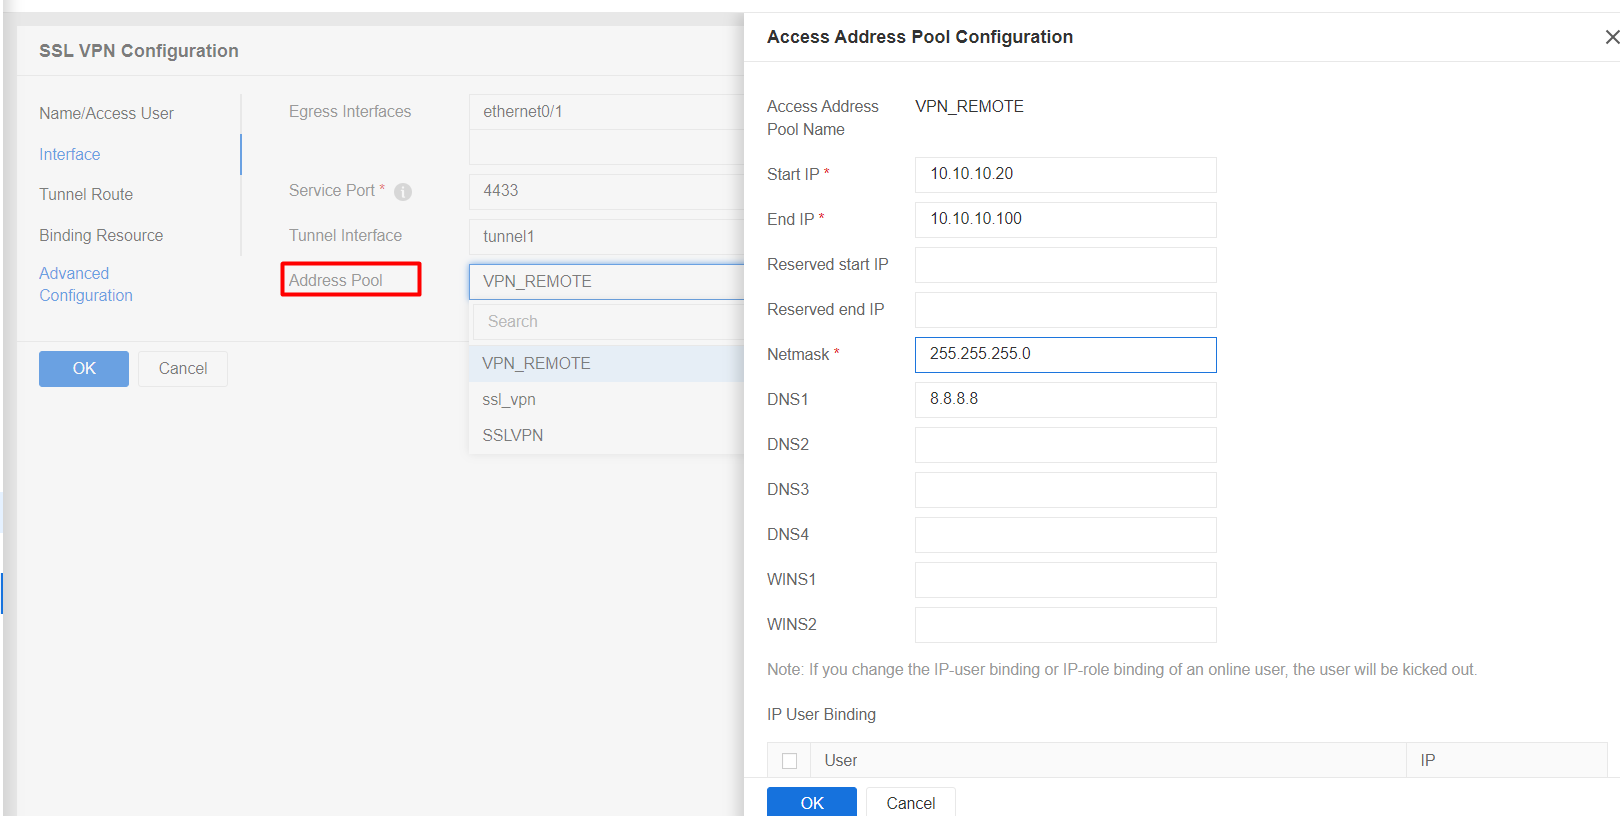 SSL VPN Configuration
Name/Access User
Interface
Tunnel Route
Binding Resource
Advanced
Configuration
Egress Interfaces
ethernet0/1
Service Port * i
4433
Tunnel Interface
tunnel1
Address Pool
VPN_REMOTE
Search
VPN_REMOTE
ssl_vpn
SSLVPN
OK
Cancel
Access Address Pool Configuration
Access Address
Pool Name
VPN_REMOTE
Start IP *
10.10.10.20
End IP *
10.10.10.100
Reserved start IP
Reserved end IP
Netmask *
255.255.255.0
DNS1
8.8.8.8
DNS2
DNS3
DNS4
WINS1
WINS2
Note: If you change the IP-user binding or IP-role binding of an online user, the user will be kicked out.
IP User Binding
User
IP
OK
Cancel